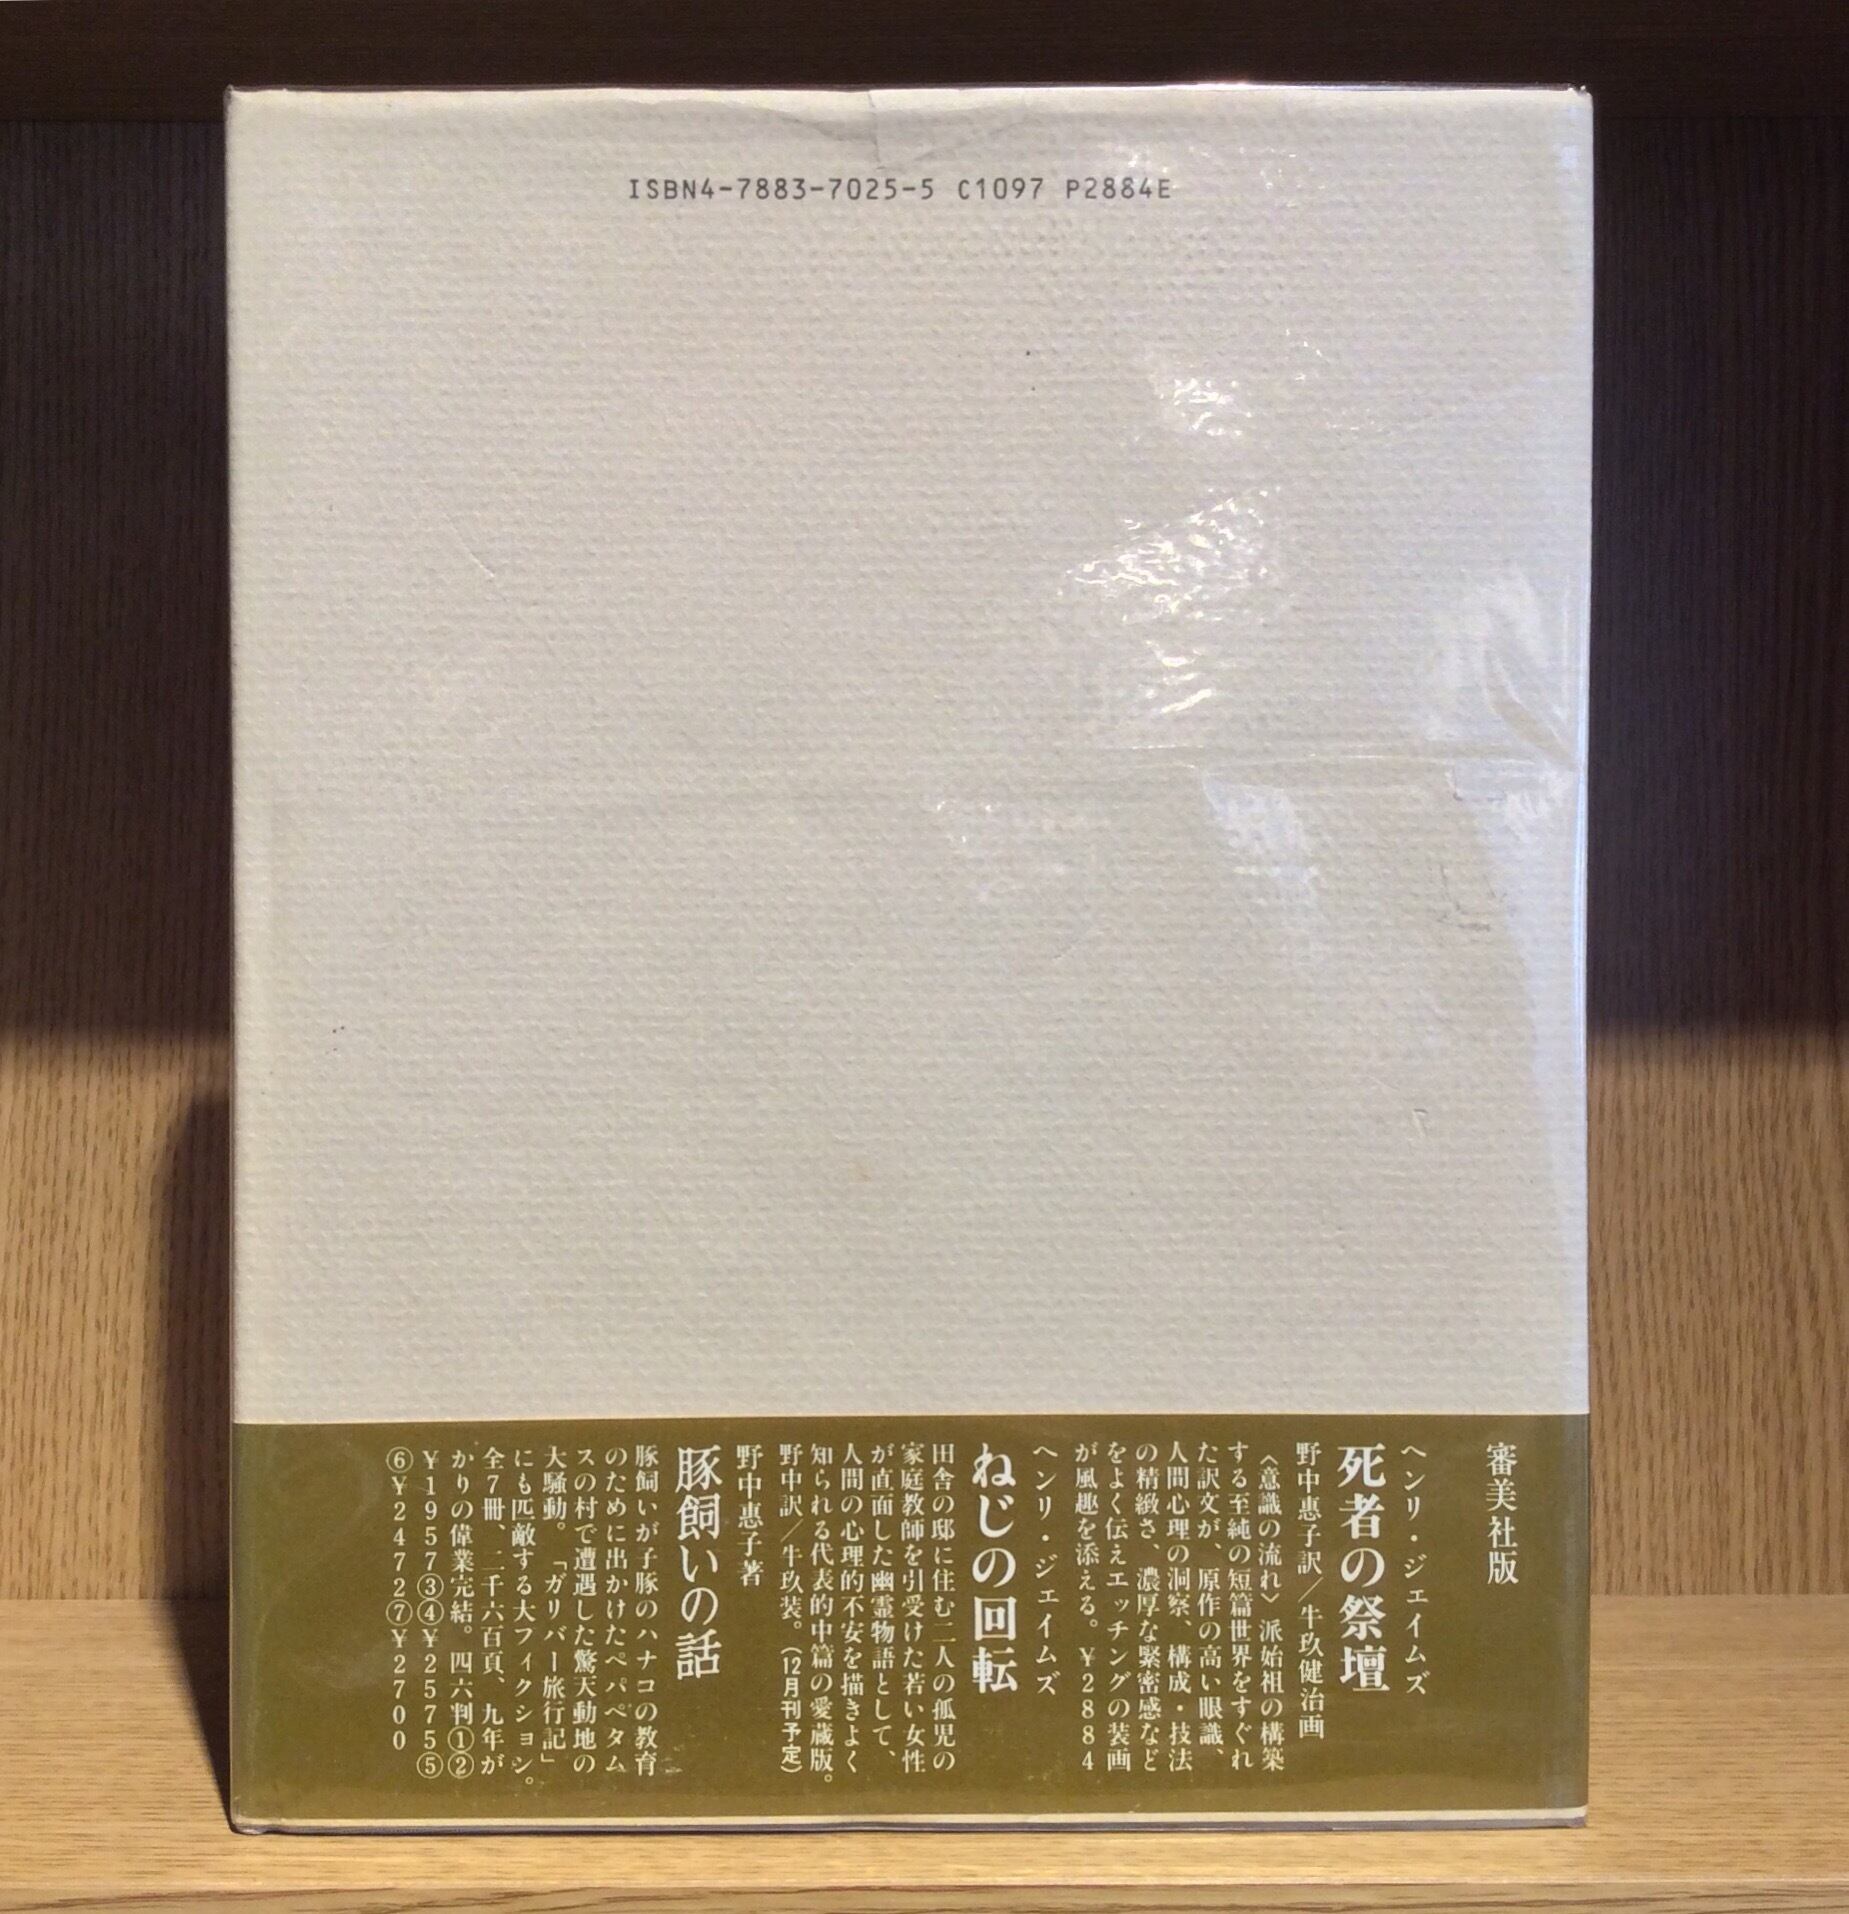 ISBN4-7883-7025-5 C1097 P2884E
審美社版
ヘンリ・ジェイムズ
死者の祭壇
野中惠子訳／牛玖健治画
〈意識の流れ〉派始祖の構築
する至純の短篇世界をすぐれ
た訳文が、原作の高い眼識、
人間心理の洞察、構成・技法
の精緻さ、濃厚な緊密感など
をよく伝えエッチングの装画
が風趣を添える。￥2884
ヘンリ・ジェイムズ
ねじの回転
田舎の邸に住む二人の孤児の
家庭教師を引受けた若い女性
が直面した幽霊物語として、
人間の心理的不安を描きよく
知られる代表的中篇の愛蔵版。
野中訳／牛玖装。（12月刊予定）
野中惠子著
豚飼いの話
豚飼いが子豚のハナコの教育
のために出かけたペパペタム
スの村で遭遇した驚天動地の
大騒動。「ガリバー旅行記」
にも匹敵する大フィクション。
全7冊、二千六百頁、九年が
かりの偉業完結。四六判①②
￥1957③④￥2575⑤
⑥￥2472⑦￥2700